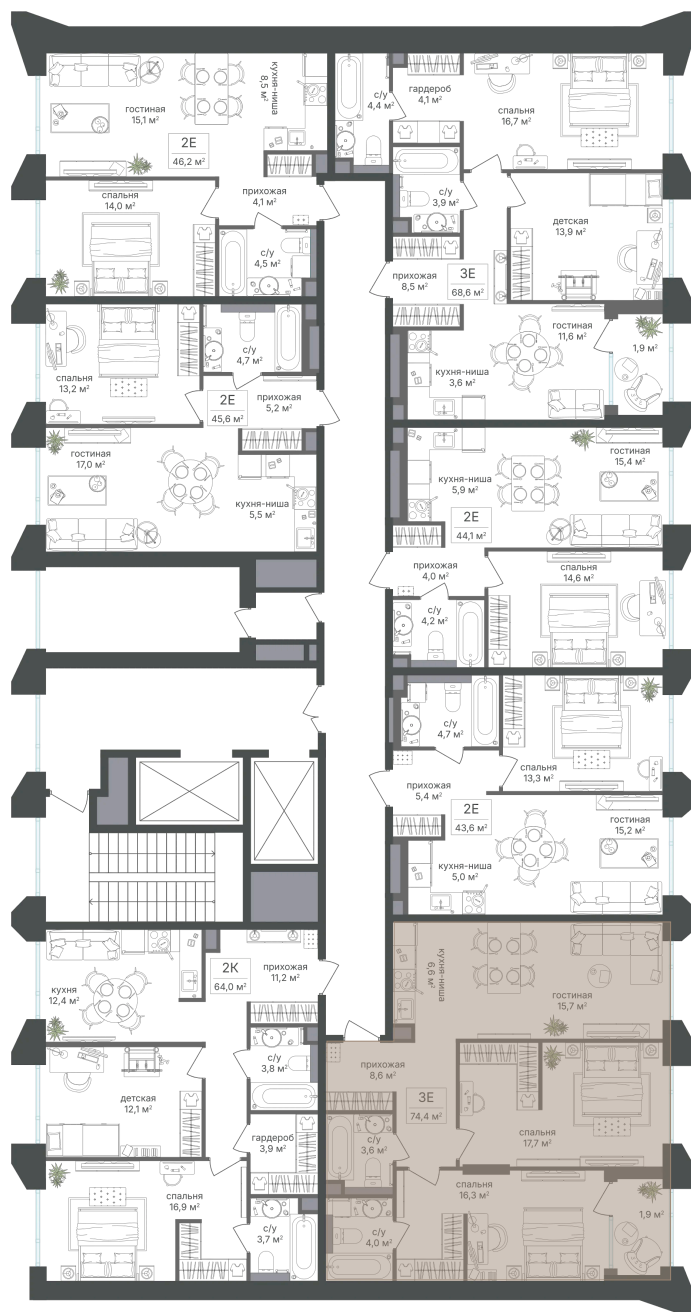 кухня-ниша
8,5 м²
гостиная
15,1 м²
2Е
46,2 м²
спальня
14,0 м²
прихожая
4,1 м²
с/у
4,5 м²
с/у
4,4 м²
гардероб
4,1 м²
спальня
16,7 м²
с/у
3,9 м²
детская
13,9 м²
прихожая
8,5 м²
3Е
68,6 м²
гостиная
11,6 м²
1,9 м²
кухня-ниша
3,6 м²
с/у
4,7 м²
спальня
13,2 м²
2Е
45,6 м²
прихожая
5,2 м²
гостиная
17,0 м²
кухня-ниша
5,5 м²
гостиная
15,4 м²
кухня-ниша
5,9 м²
2Е
44,1 м²
прихожая
4,0 м²
спальня
14,6 м²
с/у
4,2 м²
с/у
4,7 м²
спальня
13,3 м²
прихожая
5,4 м²
2Е
43,6 м²
гостиная
15,2 м²
кухня-ниша
5,0 м²
2К
64,0 м²
прихожая
11,2 м²
кухня
12,4 м²
с/у
3,8 м²
детская
12,1 м²
гардероб
3,9 м²
спальня
16,9 м²
с/у
3,7 м²
кухня-ниша
6,6 м²
гостиная
15,7 м²
прихожая
8,6 м²
3Е
74,4 м²
с/у
3,6 м²
спальня
17,7 м²
спальня
16,3 м²
1,9 м²
с/у
4,0 м²